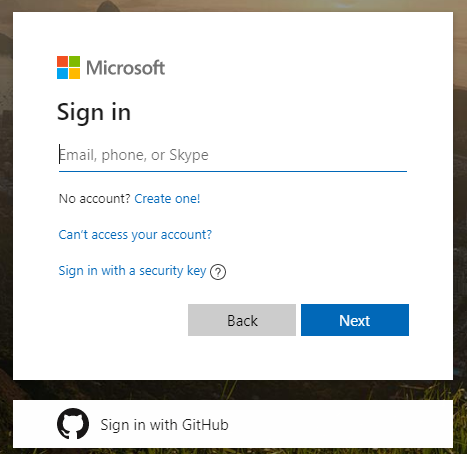 Microsoft
Sign in
Email, phone, or Skype
No account? Create one!
Can't access your account?
Sign in with a security key ?
Back Next
Sign in with GitHub